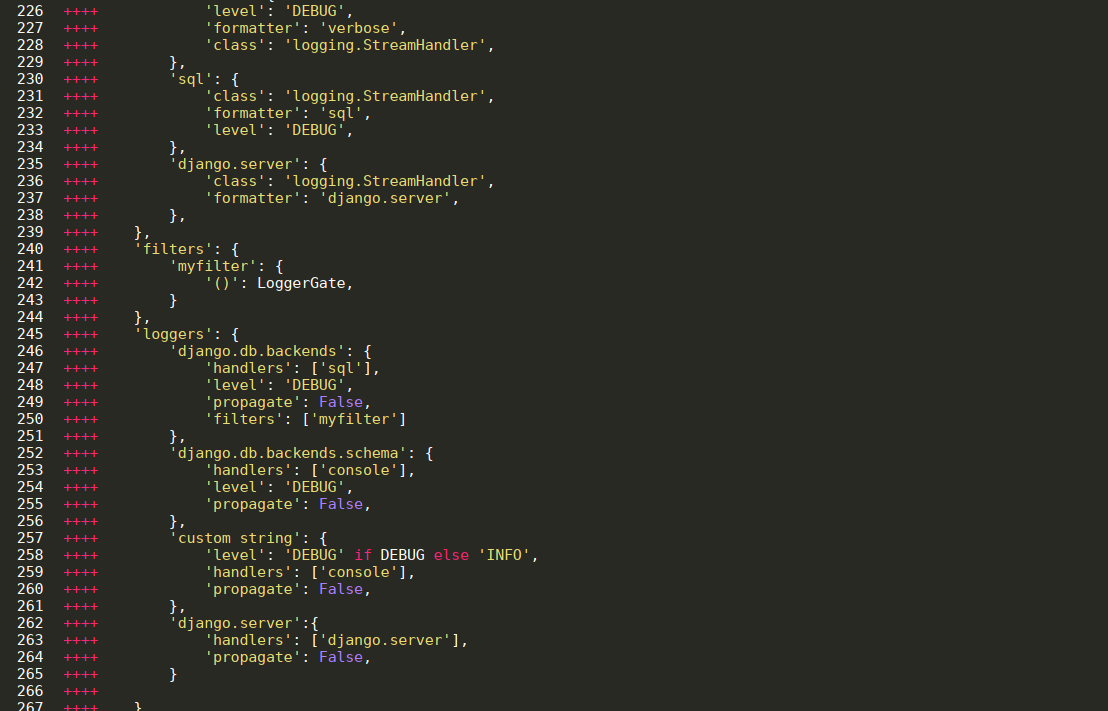 226 ++++ 'level': 'DEBUG',
227 ++++ 'formatter': 'verbose',
228 ++++ 'class': 'logging.StreamHandler',
229 ++++ },
230 ++++ 'sql': {
231 ++++ 'class': 'logging.StreamHandler',
232 ++++ 'formatter': 'sql',
233 ++++ 'level': 'DEBUG',
234 ++++ },
235 ++++ 'django.server': {
236 ++++ 'class': 'logging.StreamHandler',
237 ++++ 'formatter': 'django.server',
238 ++++ },
239 ++++ },
240 ++++ 'filters': {
241 ++++ 'myfilter': {
242 ++++ '()': LoggerGate,
243 ++++ }
244 ++++ },
245 ++++ 'loggers': {
246 ++++ 'django.db.backends': {
247 ++++ 'handlers': ['sql'],
248 ++++ 'level': 'DEBUG',
249 ++++ 'propagate': False,
250 ++++ 'filters': ['myfilter']
251 ++++ },
252 ++++ 'django.db.backends.schema': {
253 ++++ 'handlers': ['console'],
254 ++++ 'level': 'DEBUG',
255 ++++ 'propagate': False,
256 ++++ },
257 ++++ 'custom string': {
258 ++++ 'level': 'DEBUG' if DEBUG else 'INFO',
259 ++++ 'handlers': ['console'],
260 ++++ 'propagate': False,
261 ++++ },
262 ++++ 'django.server':{
263 ++++ 'handlers': ['django.server'],
264 ++++ 'propagate': False,
265 ++++ }
266 ++++
267 ++++ }